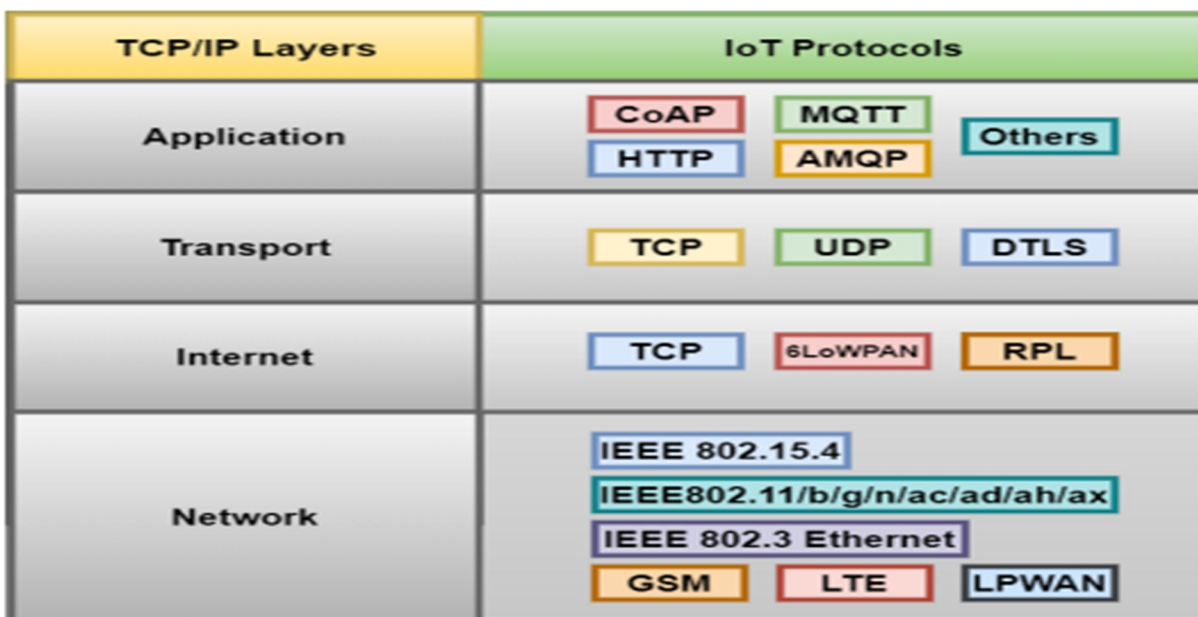 TCP/IP Layers IoT Protocols
Application
CoAP MQTT
Others
HTTP AMQP
Transport TCP UDP DTLS
Internet TCP 6LoWPAN RPL
Network
IEEE 802.15.4
IEEE802.11/b/g/n/ac/ad/ah/ax
IEEE 802.3 Ethernet
GSM LTE LPWAN